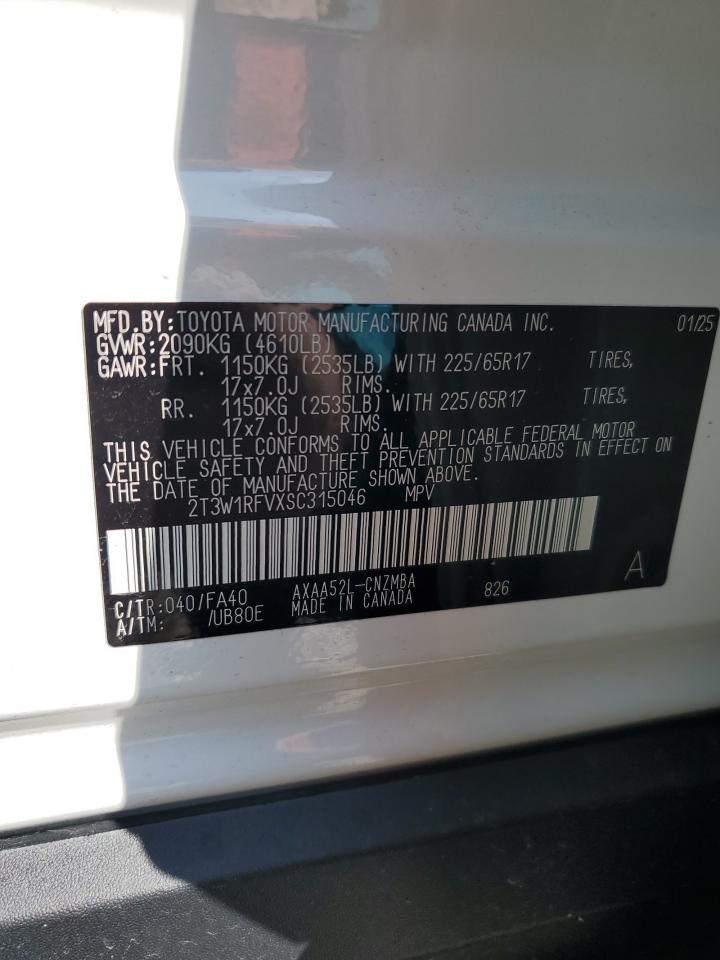 MFD.BY:TOYOTA MOTOR MANUFACTURING CANADA INC. 01/25
GVWR:2090KG (4610LB)
GAWR:FRT. 1150KG (2535LB) WITH 225/65R17 TIRES,
17x7.0J RIMS.
RR. 1150KG (2535LB) WITH 225/65R17 TIRES,
17x7.0J RIMS.
THIS VEHICLE CONFORMS TO ALL APPLICABLE FEDERAL MOTOR
VEHICLE SAFETY AND THEFT PREVENTION STANDARDS IN EFFECT ON
THE DATE OF MANUFACTURE SHOWN ABOVE.
2T3W1RFVXSC315046 MPV
C/TR:040/FA40 AXAA52L-CNZMBA 826 A
A/TM: /UB80E MADE IN CANADA